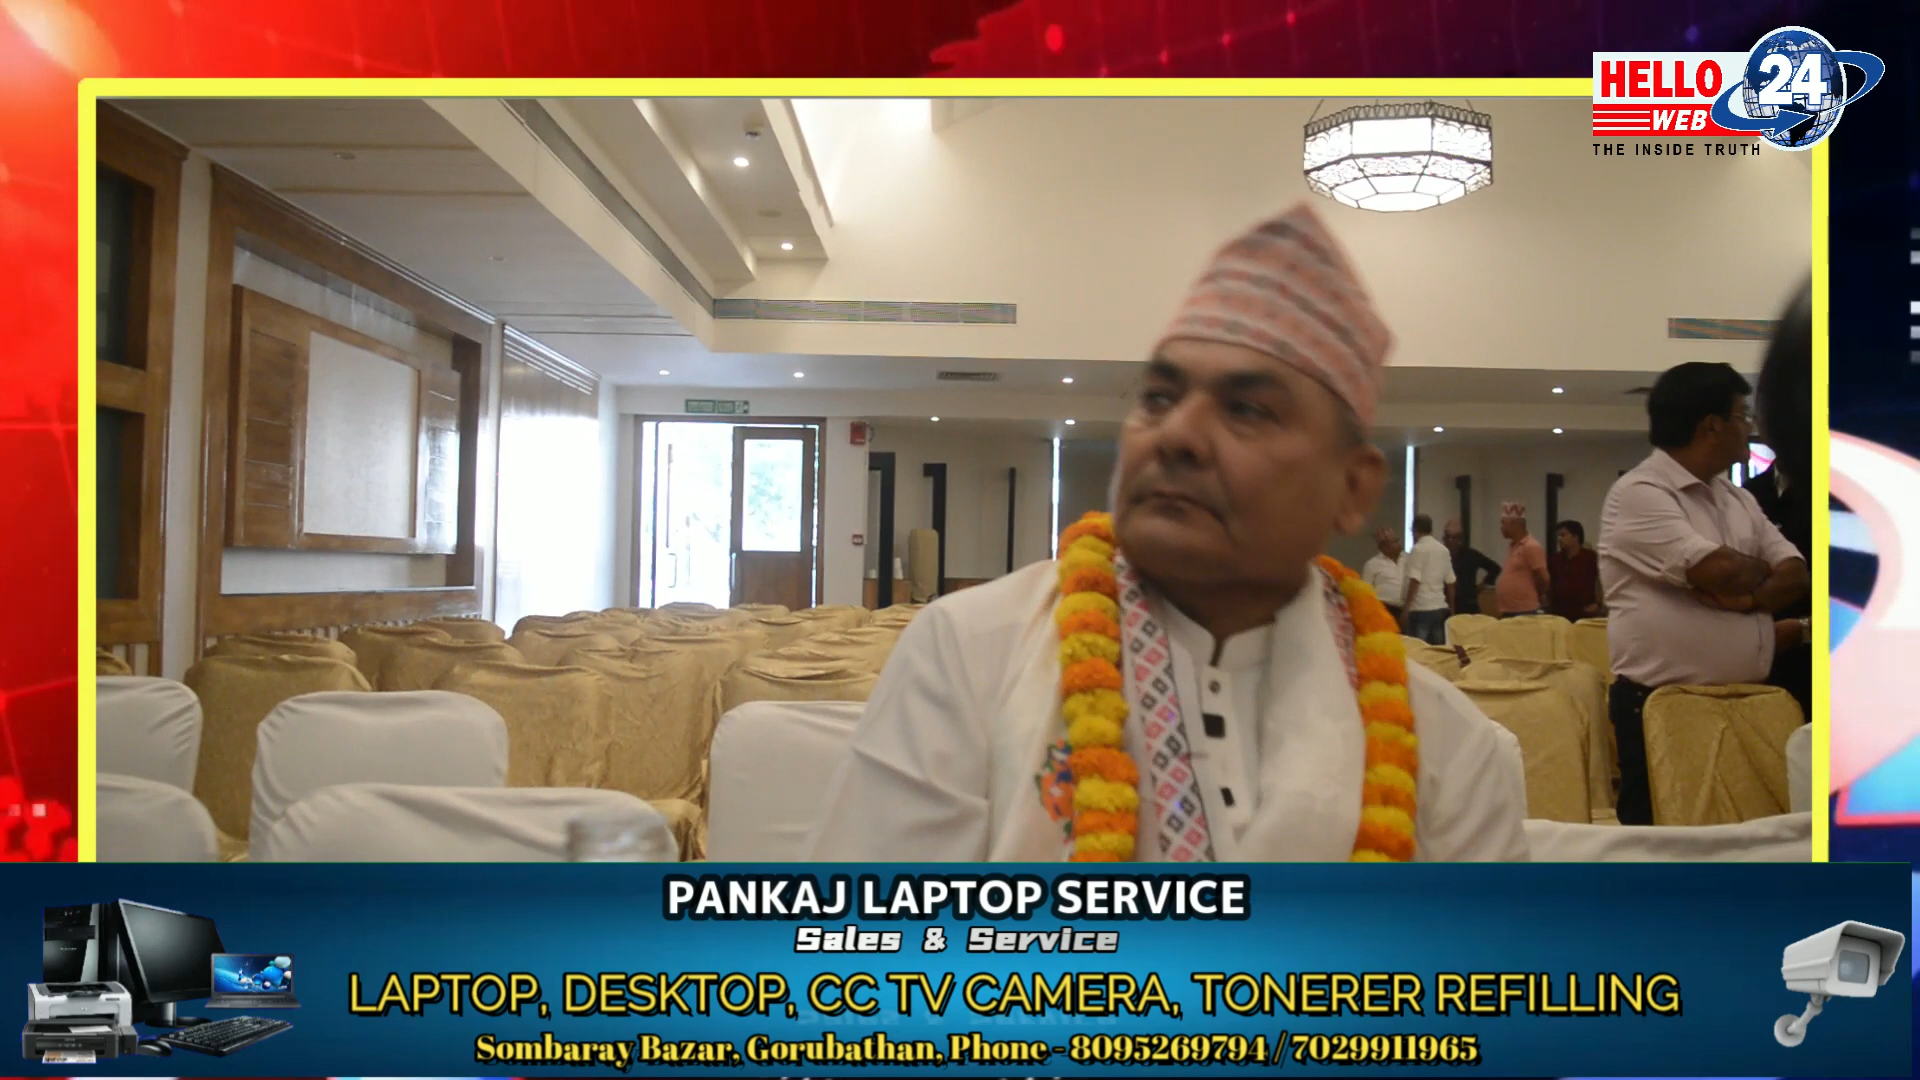 HELLO
24
WEB
THE INSIDE TRUTH
PANKAJ LAPTOP SERVICE
Sales & Service
LAPTOP, DESKTOP, CC TV CAMERA, TONERER REFILLING
Sombaray Bazar, Gorubathan, Phone - 8095269794 / 7029911965